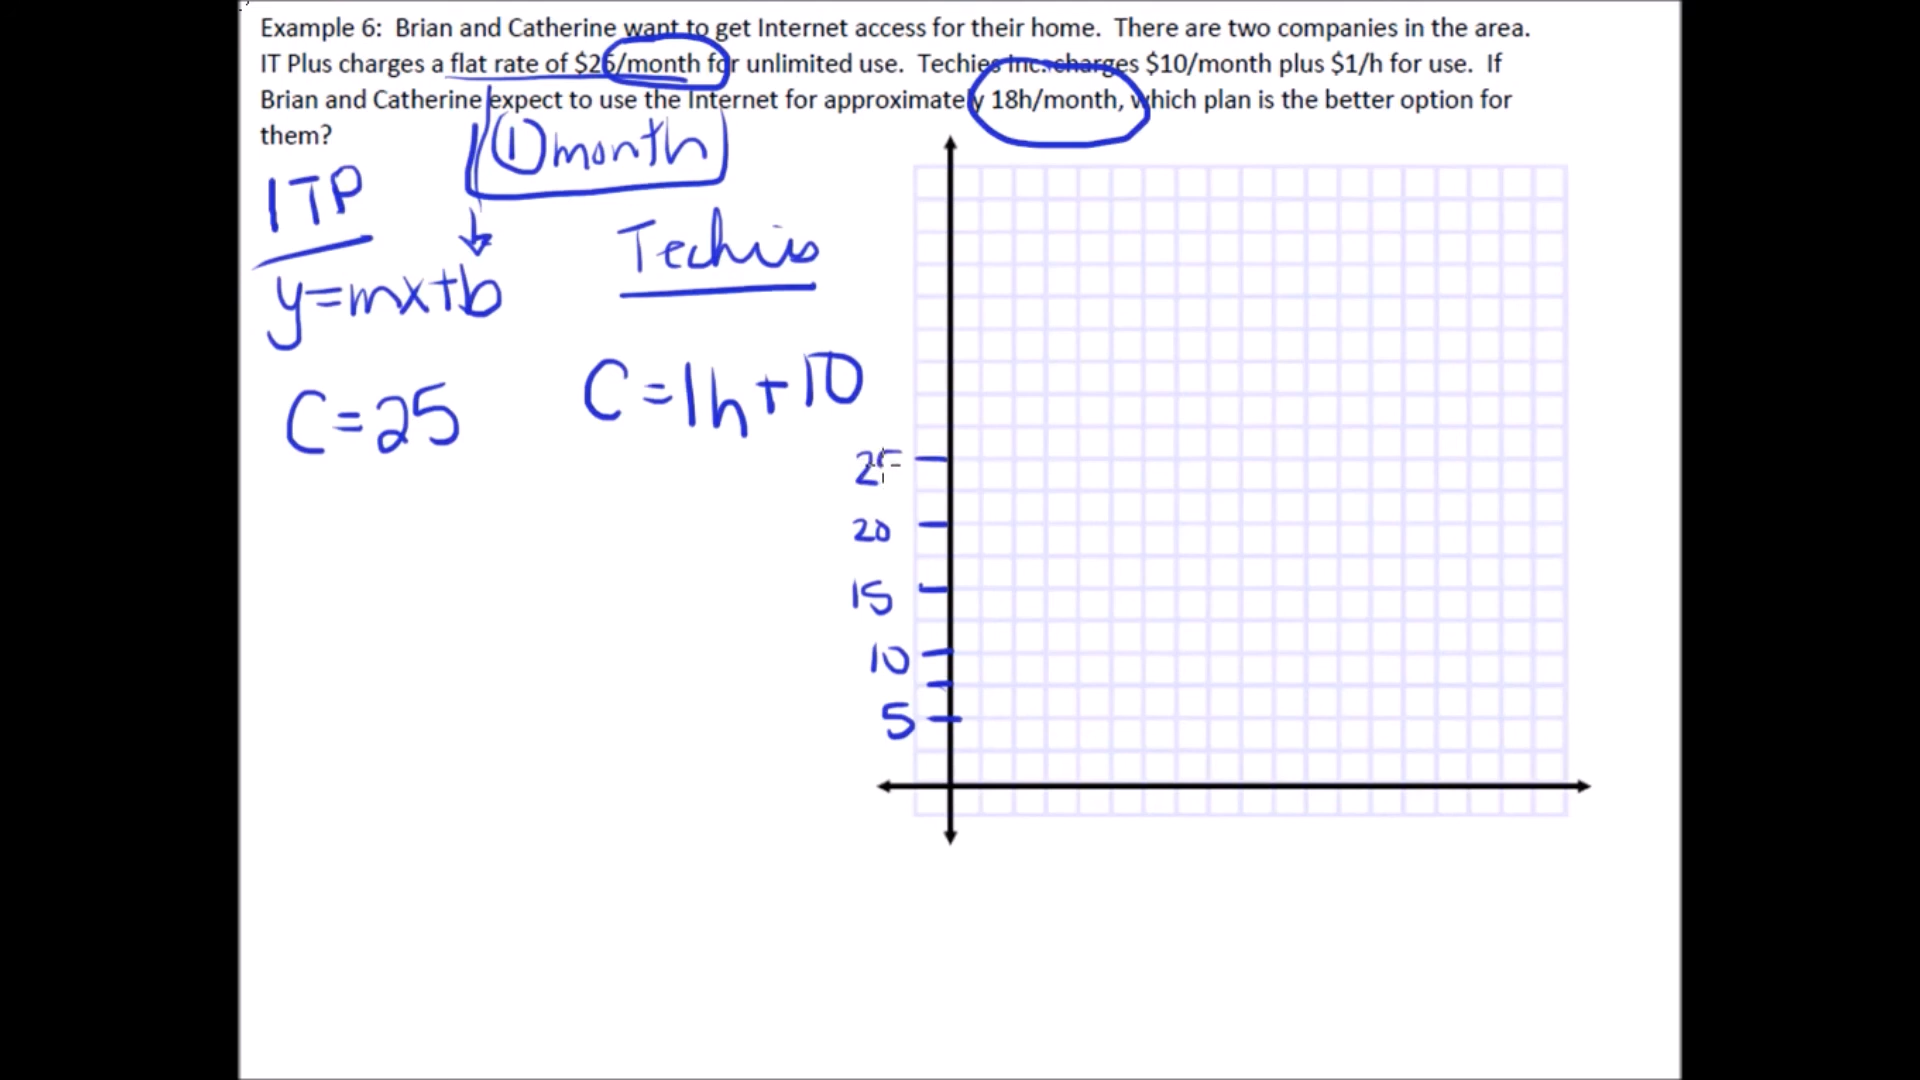 Example 6: Brian and Catherine want to get Internet access for their home. There are two companies in the area.
IT Plus charges a flat rate of $25/month for unlimited use. Techies Inc. charges $10/month plus $1/h for use. If
Brian and Catherine expect to use the Internet for approximately 18h/month, which plan is the better option for
them?
1 month
ITP
Techies
y=mx+b
C=25
C=1h+10
25
20
15
10
5